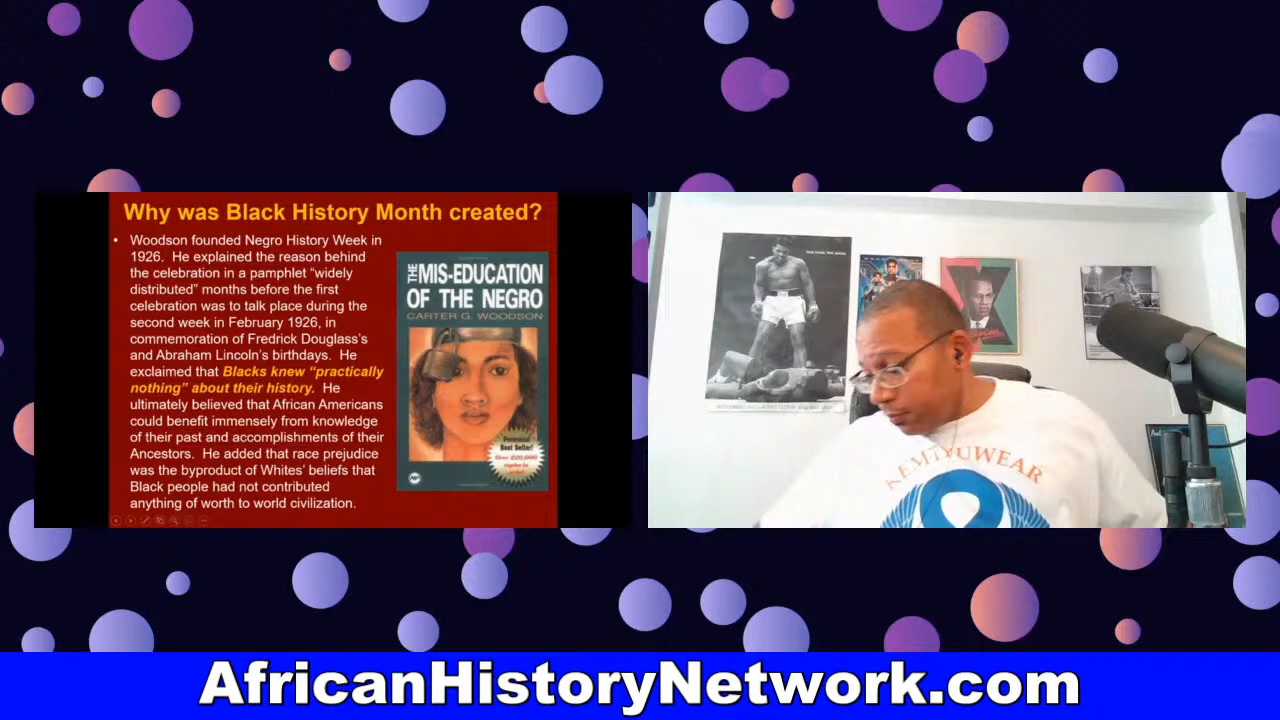 Why was Black History Month created?
• Woodson founded Negro History Week in
1926. He explained the reason behind
the celebration in a pamphlet “widely
distributed” months before the first
celebration was to talk place during the
second week in February 1926, in
commemoration of Fredrick Douglass’s
and Abraham Lincoln’s birthdays. He
exclaimed that Blacks knew “practically
nothing” about their history. He
ultimately believed that African Americans
could benefit immensely from knowledge
of their past and accomplishments of their
Ancestors. He added that race prejudice
was the byproduct of Whites’ beliefs that
Black people had not contributed
anything of worth to world civilization.
THE MIS-EDUCATION
OF THE NEGRO
CARTER G. WOODSON
Perennial
Best Seller!
Over 220,000
copies in
KEMTYUWEAR
AfricanHistoryNetwork.com